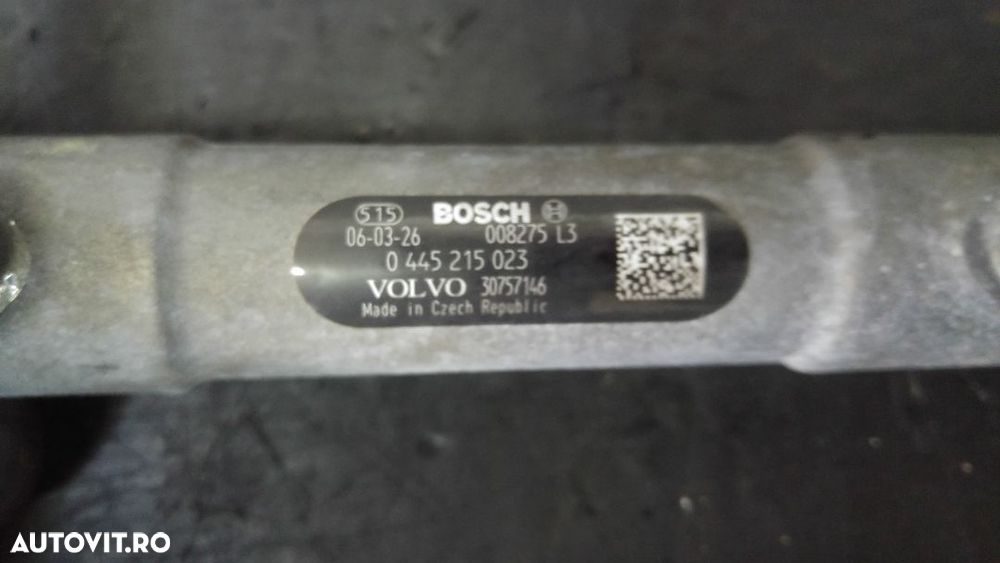 515 BOSCH
06-03-26 008275 L3
0 445 215 023
VOLVO 30757146
Made in Czech Republic
AUTOVIT.RO